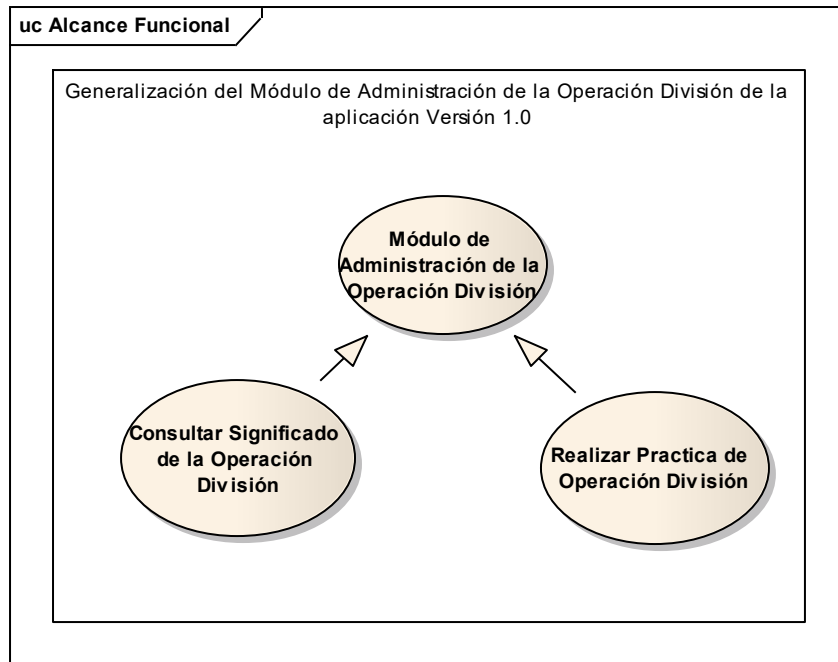 uc Alcance Funcional
Generalización del Módulo de Administración de la Operación División de la
aplicación Versión 1.0
Módulo de
Administración de la
Operación División
Consultar Significado
de la Operación
División
Realizar Practica de
Operación División